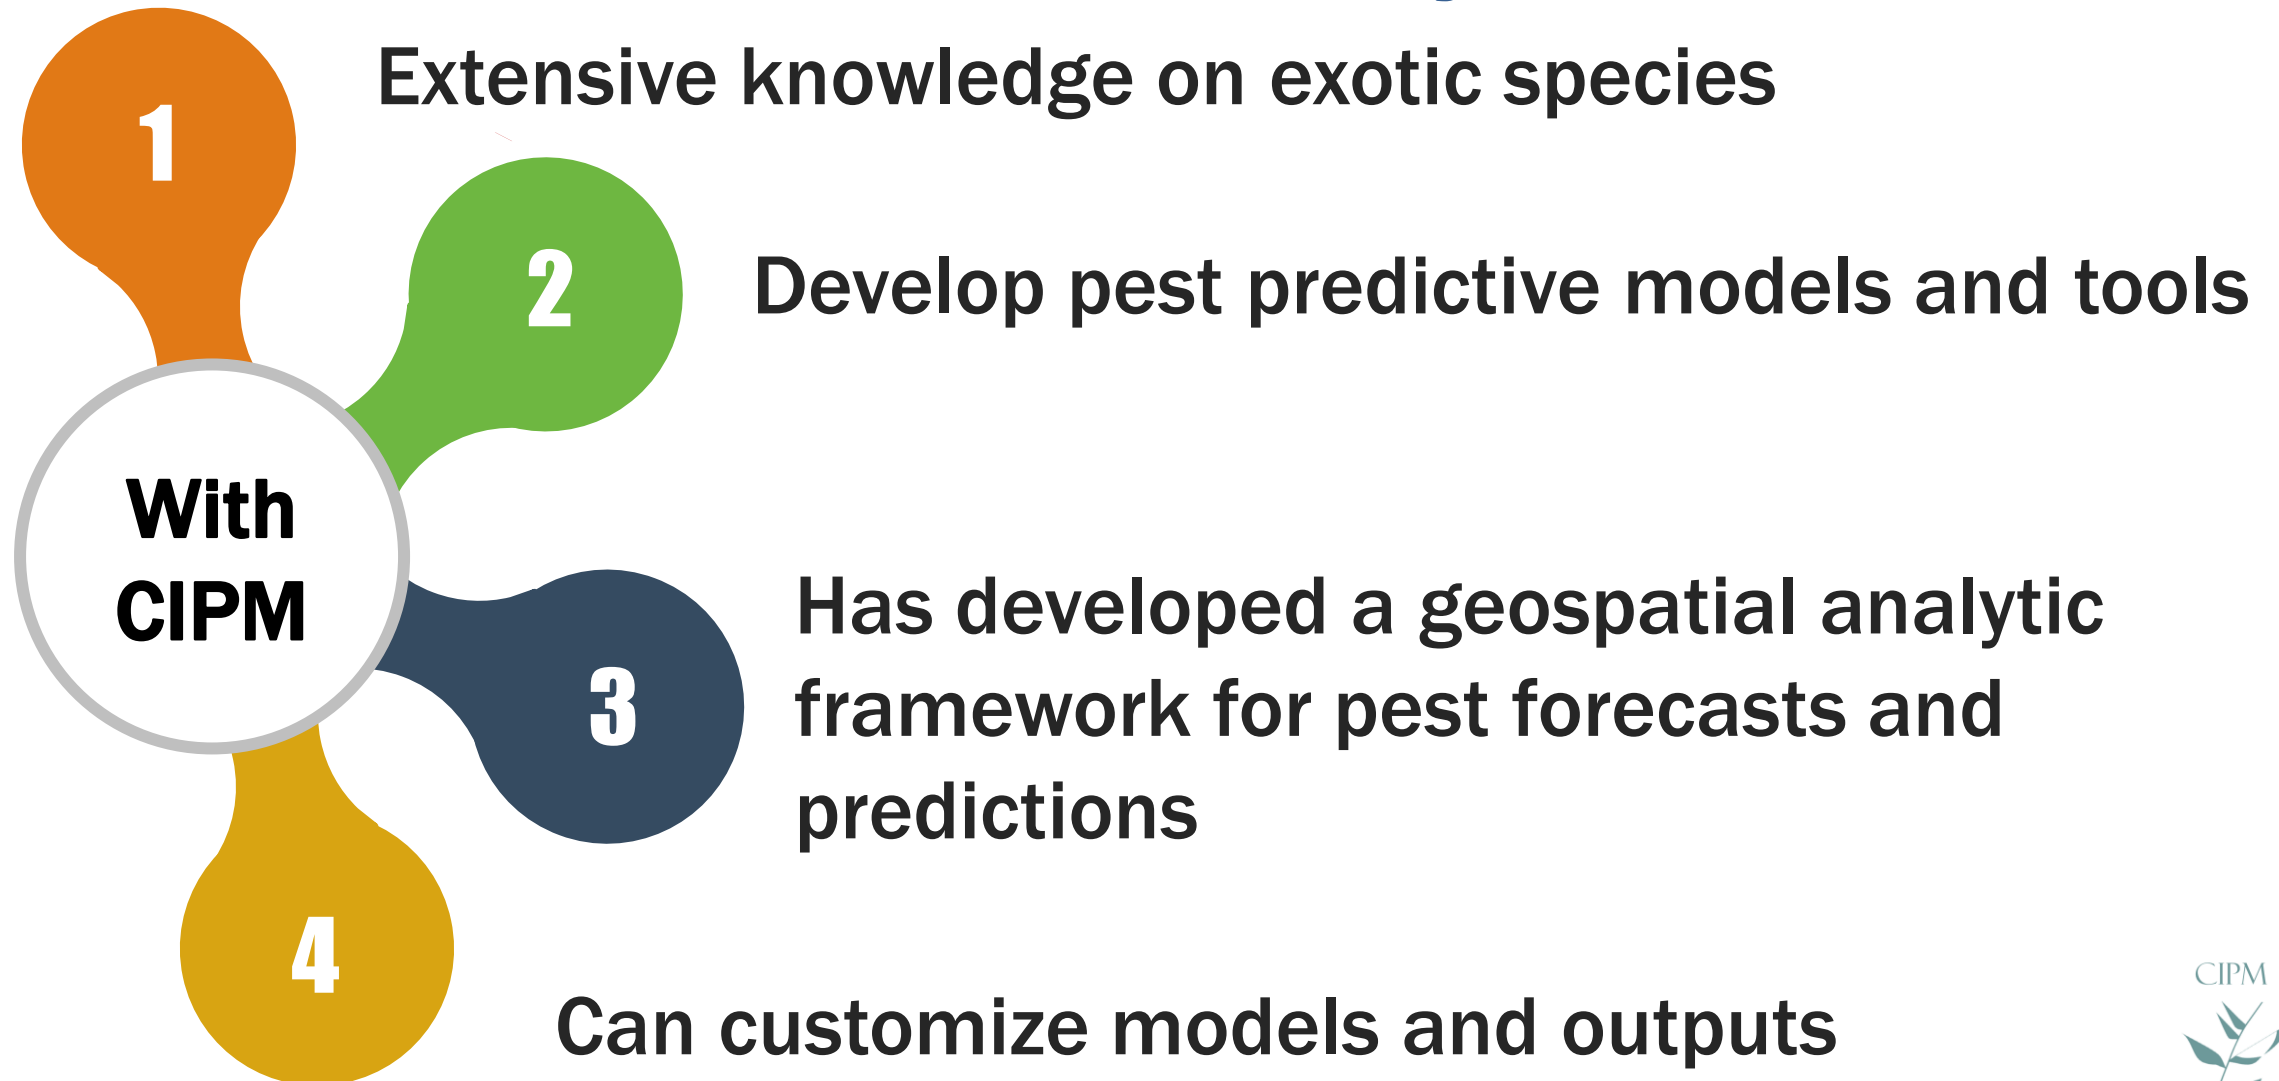 1
Extensive knowledge on exotic species
2
Develop pest predictive models and tools
With
CIPM
3
Has developed a geospatial analytic
framework for pest forecasts and
predictions
4
Can customize models and outputs
CIPM